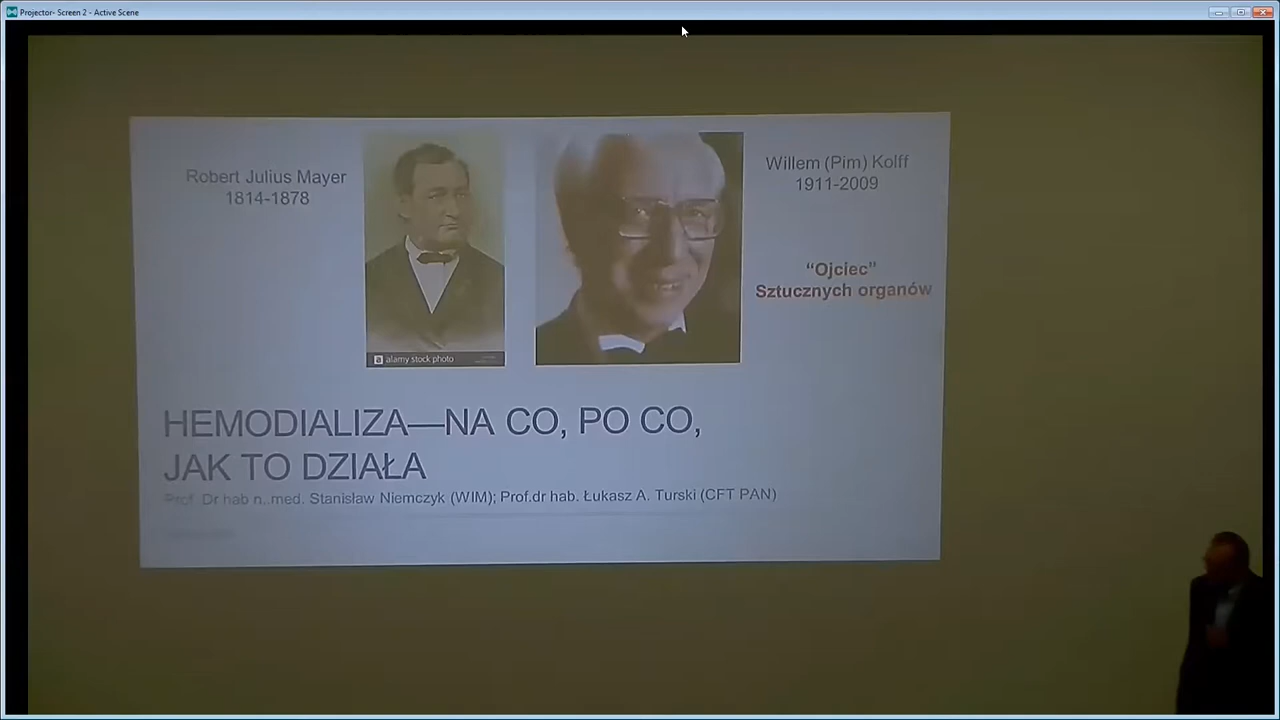 Projector- Screen 2 - Active Scene
Robert Julius Mayer
1814-1878
Willem (Pim) Kolff
1911-2009
“Ojciec”
Sztucznych organów
a alamy stock photo
HEMODIALIZA—NA CO, PO CO,
JAK TO DZIAŁA
Prof. Dr hab n..med. Stanisław Niemczyk (WIM); Prof.dr hab. Łukasz A. Turski (CFT PAN)